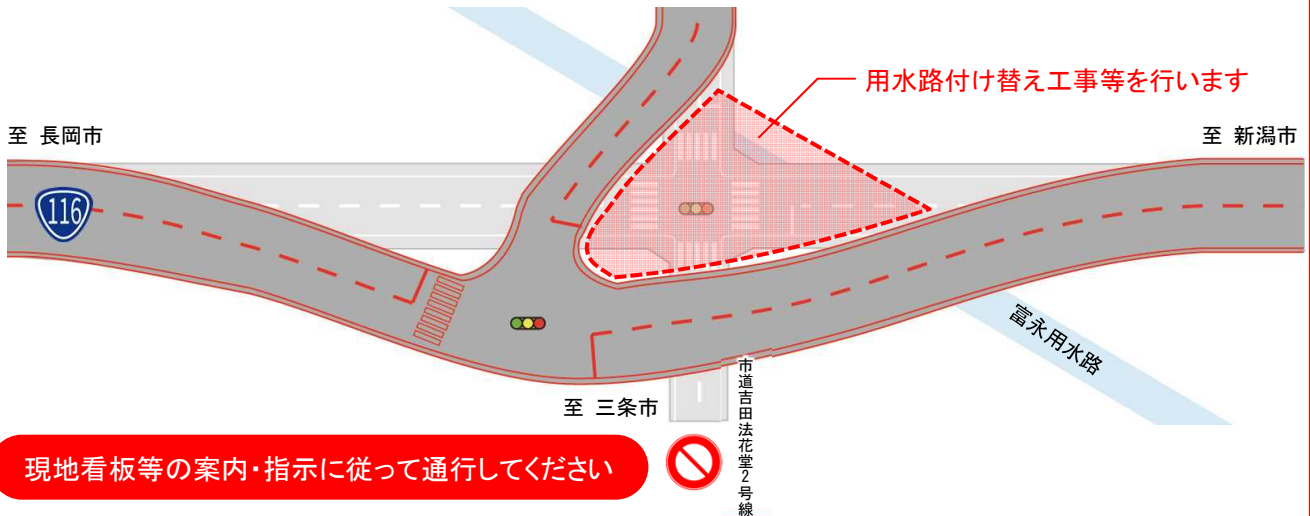 用水路付け替え工事等を行います
至 長岡市
至 新潟市
116
富永用水路
市道吉田法花堂2号線
至 三条市
現地看板等の案内・指示に従って通行してください